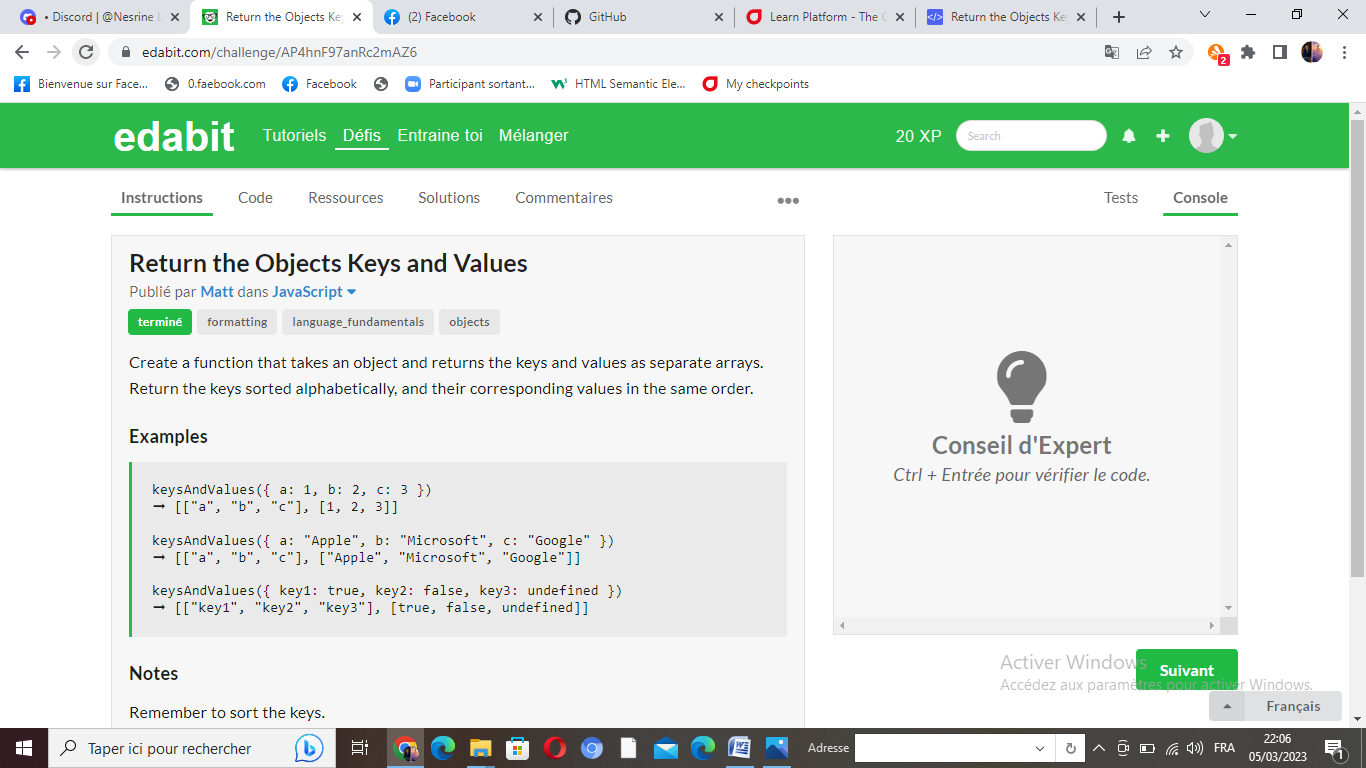 • Discord | @Nesrine L
Return the Objects Ke
(2) Facebook
GitHub
Learn Platform - The G
Return the Objects Ke
edabit.com/challenge/AP4hnF97anRc2mAZ6
2
Bienvenue sur Face...
0.faebook.com
Facebook
Participant sortant...
HTML Semantic Ele...
My checkpoints
edabit
Tutoriels
Défis
Entraine toi
Mélanger
20 XP
Search
Instructions
Code
Ressources
Solutions
Commentaires
•••
Tests
Console
Return the Objects Keys and Values
Publié par Matt dans JavaScript
terminé
formatting
language_fundamentals
objects
Create a function that takes an object and returns the keys and values as separate arrays.
Return the keys sorted alphabetically, and their corresponding values in the same order.
Examples
keysAndValues({ a: 1, b: 2, c: 3 })
➞ [["a", "b", "c"], [1, 2, 3]]
keysAndValues({ a: "Apple", b: "Microsoft", c: "Google" })
➞ [["a", "b", "c"], ["Apple", "Microsoft", "Google"]]
keysAndValues({ key1: true, key2: false, key3: undefined })
➞ [["key1", "key2", "key3"], [true, false, undefined]]
Notes
Remember to sort the keys.
Conseil d'Expert
Ctrl + Entrée pour vérifier le code.
Suivant
Activer Windows
Accédez aux paramètres pour activer Windows.
Français
Taper ici pour rechercher
Adresse
FRA
22:06
05/03/2023
1